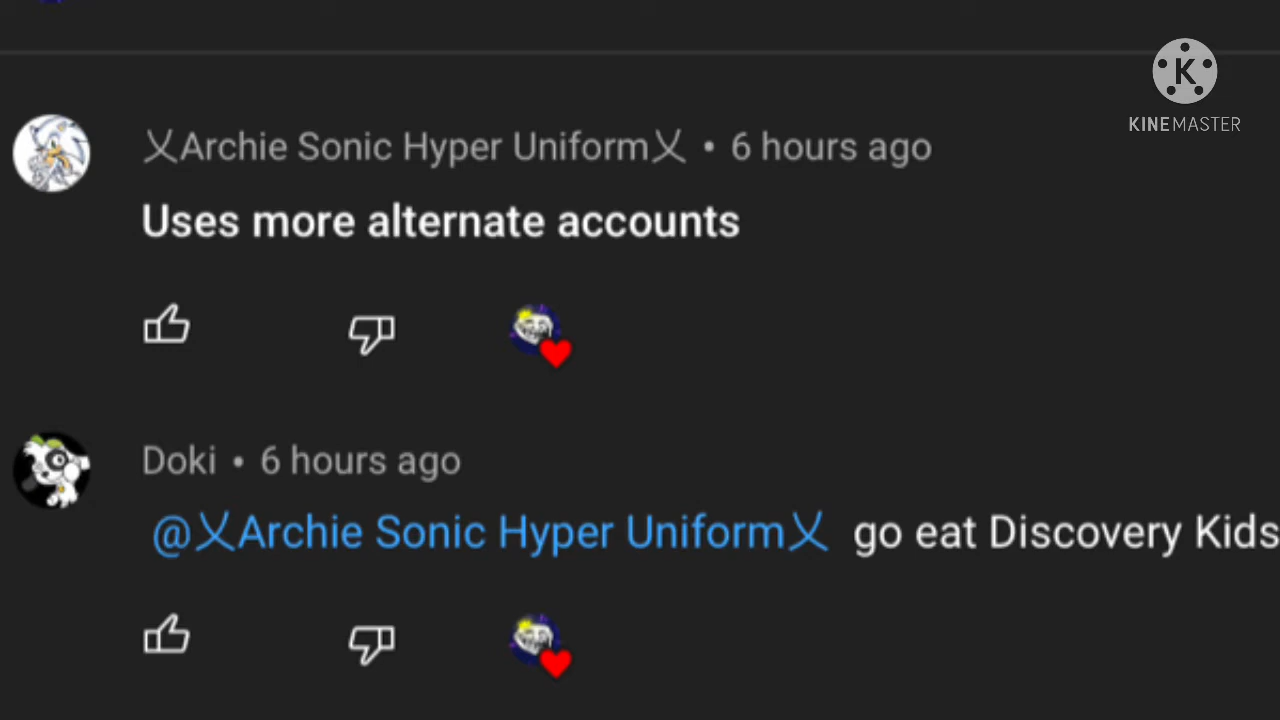 K
KINEMASTER
乂Archie Sonic Hyper Uniform乂 • 6 hours ago
Uses more alternate accounts
Doki • 6 hours ago
@乂Archie Sonic Hyper Uniform乂 go eat Discovery Kids